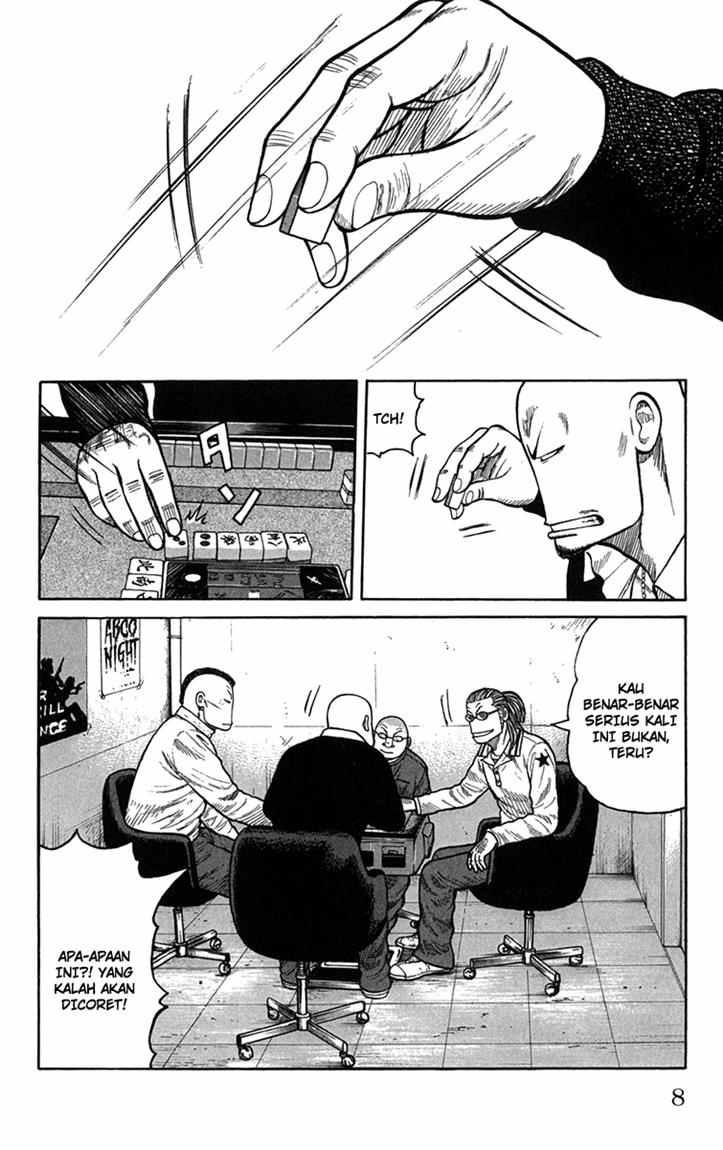 TCH!
KAU
BENAR-BENAR
SERIUS KALI
INI BUKAN,
TERU?
ABCO
NIGHT
APA-APAAN
INI?! YANG
KALAH AKAN
DICORET!
8